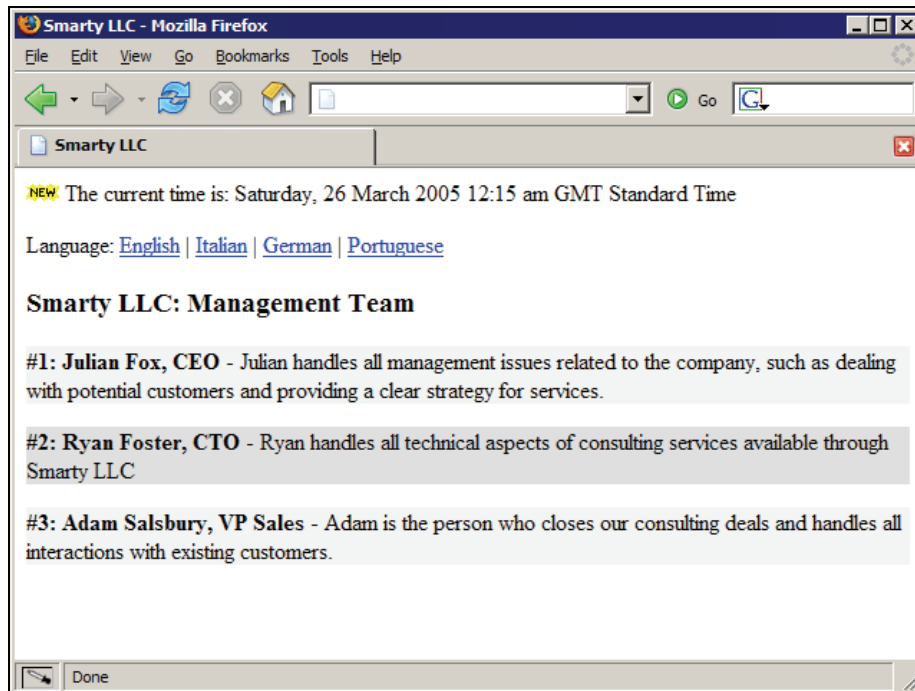 Smarty LLC - Mozilla Firefox
File Edit View Go Bookmarks Tools Help
Go G
Smarty LLC
NEW The current time is: Saturday, 26 March 2005 12:15 am GMT Standard Time
Language: English | Italian | German | Portuguese
Smarty LLC: Management Team
#1: Julian Fox, CEO - Julian handles all management issues related to the company, such as dealing
with potential customers and providing a clear strategy for services.
#2: Ryan Foster, CTO - Ryan handles all technical aspects of consulting services available through
Smarty LLC
#3: Adam Salsbury, VP Sales - Adam is the person who closes our consulting deals and handles all
interactions with existing customers.
Done